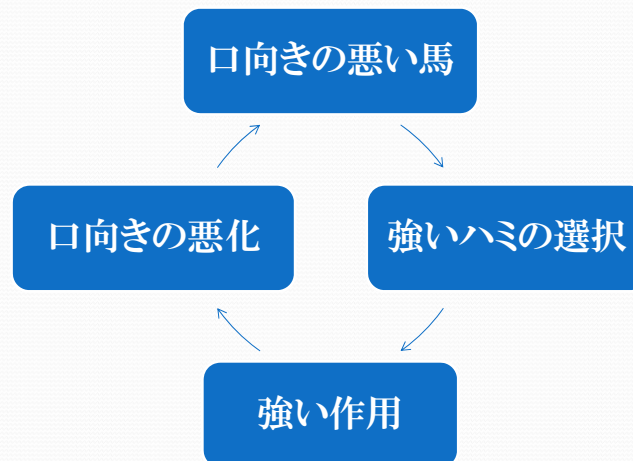 口向きの悪い馬
口向きの悪化
強いハミの選択
強い作用